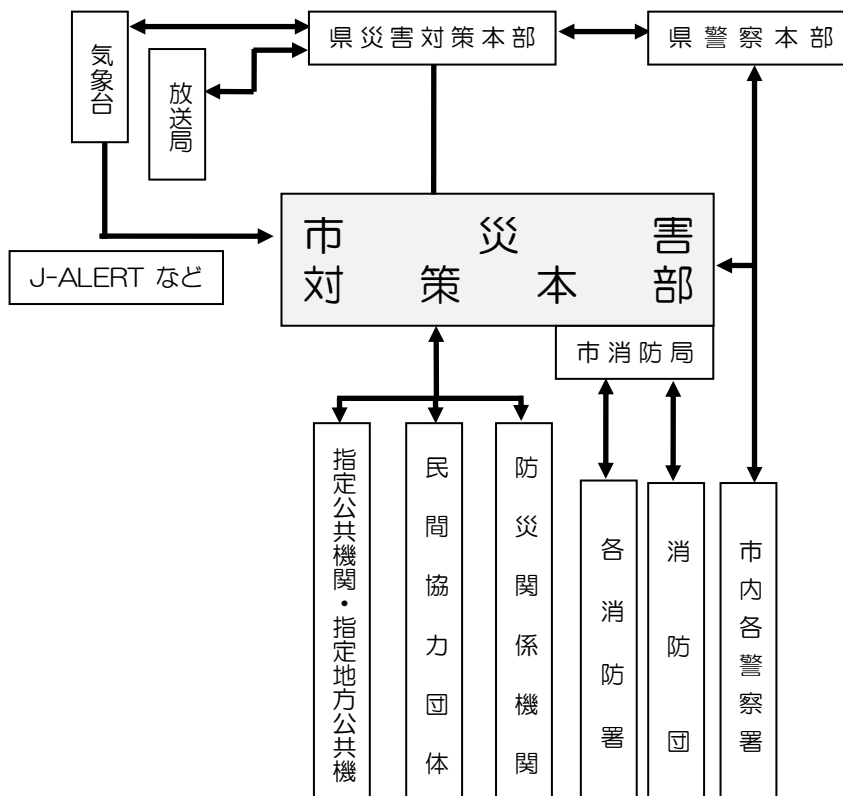 県災害対策本部
県警察本部
気象台
放送局
市災害
対策本部
J-ALERT など
市消防局
指定公共機関・指定地方公共機
民間協力団体
防災関係機関
各消防署
消防団
市内各警察署